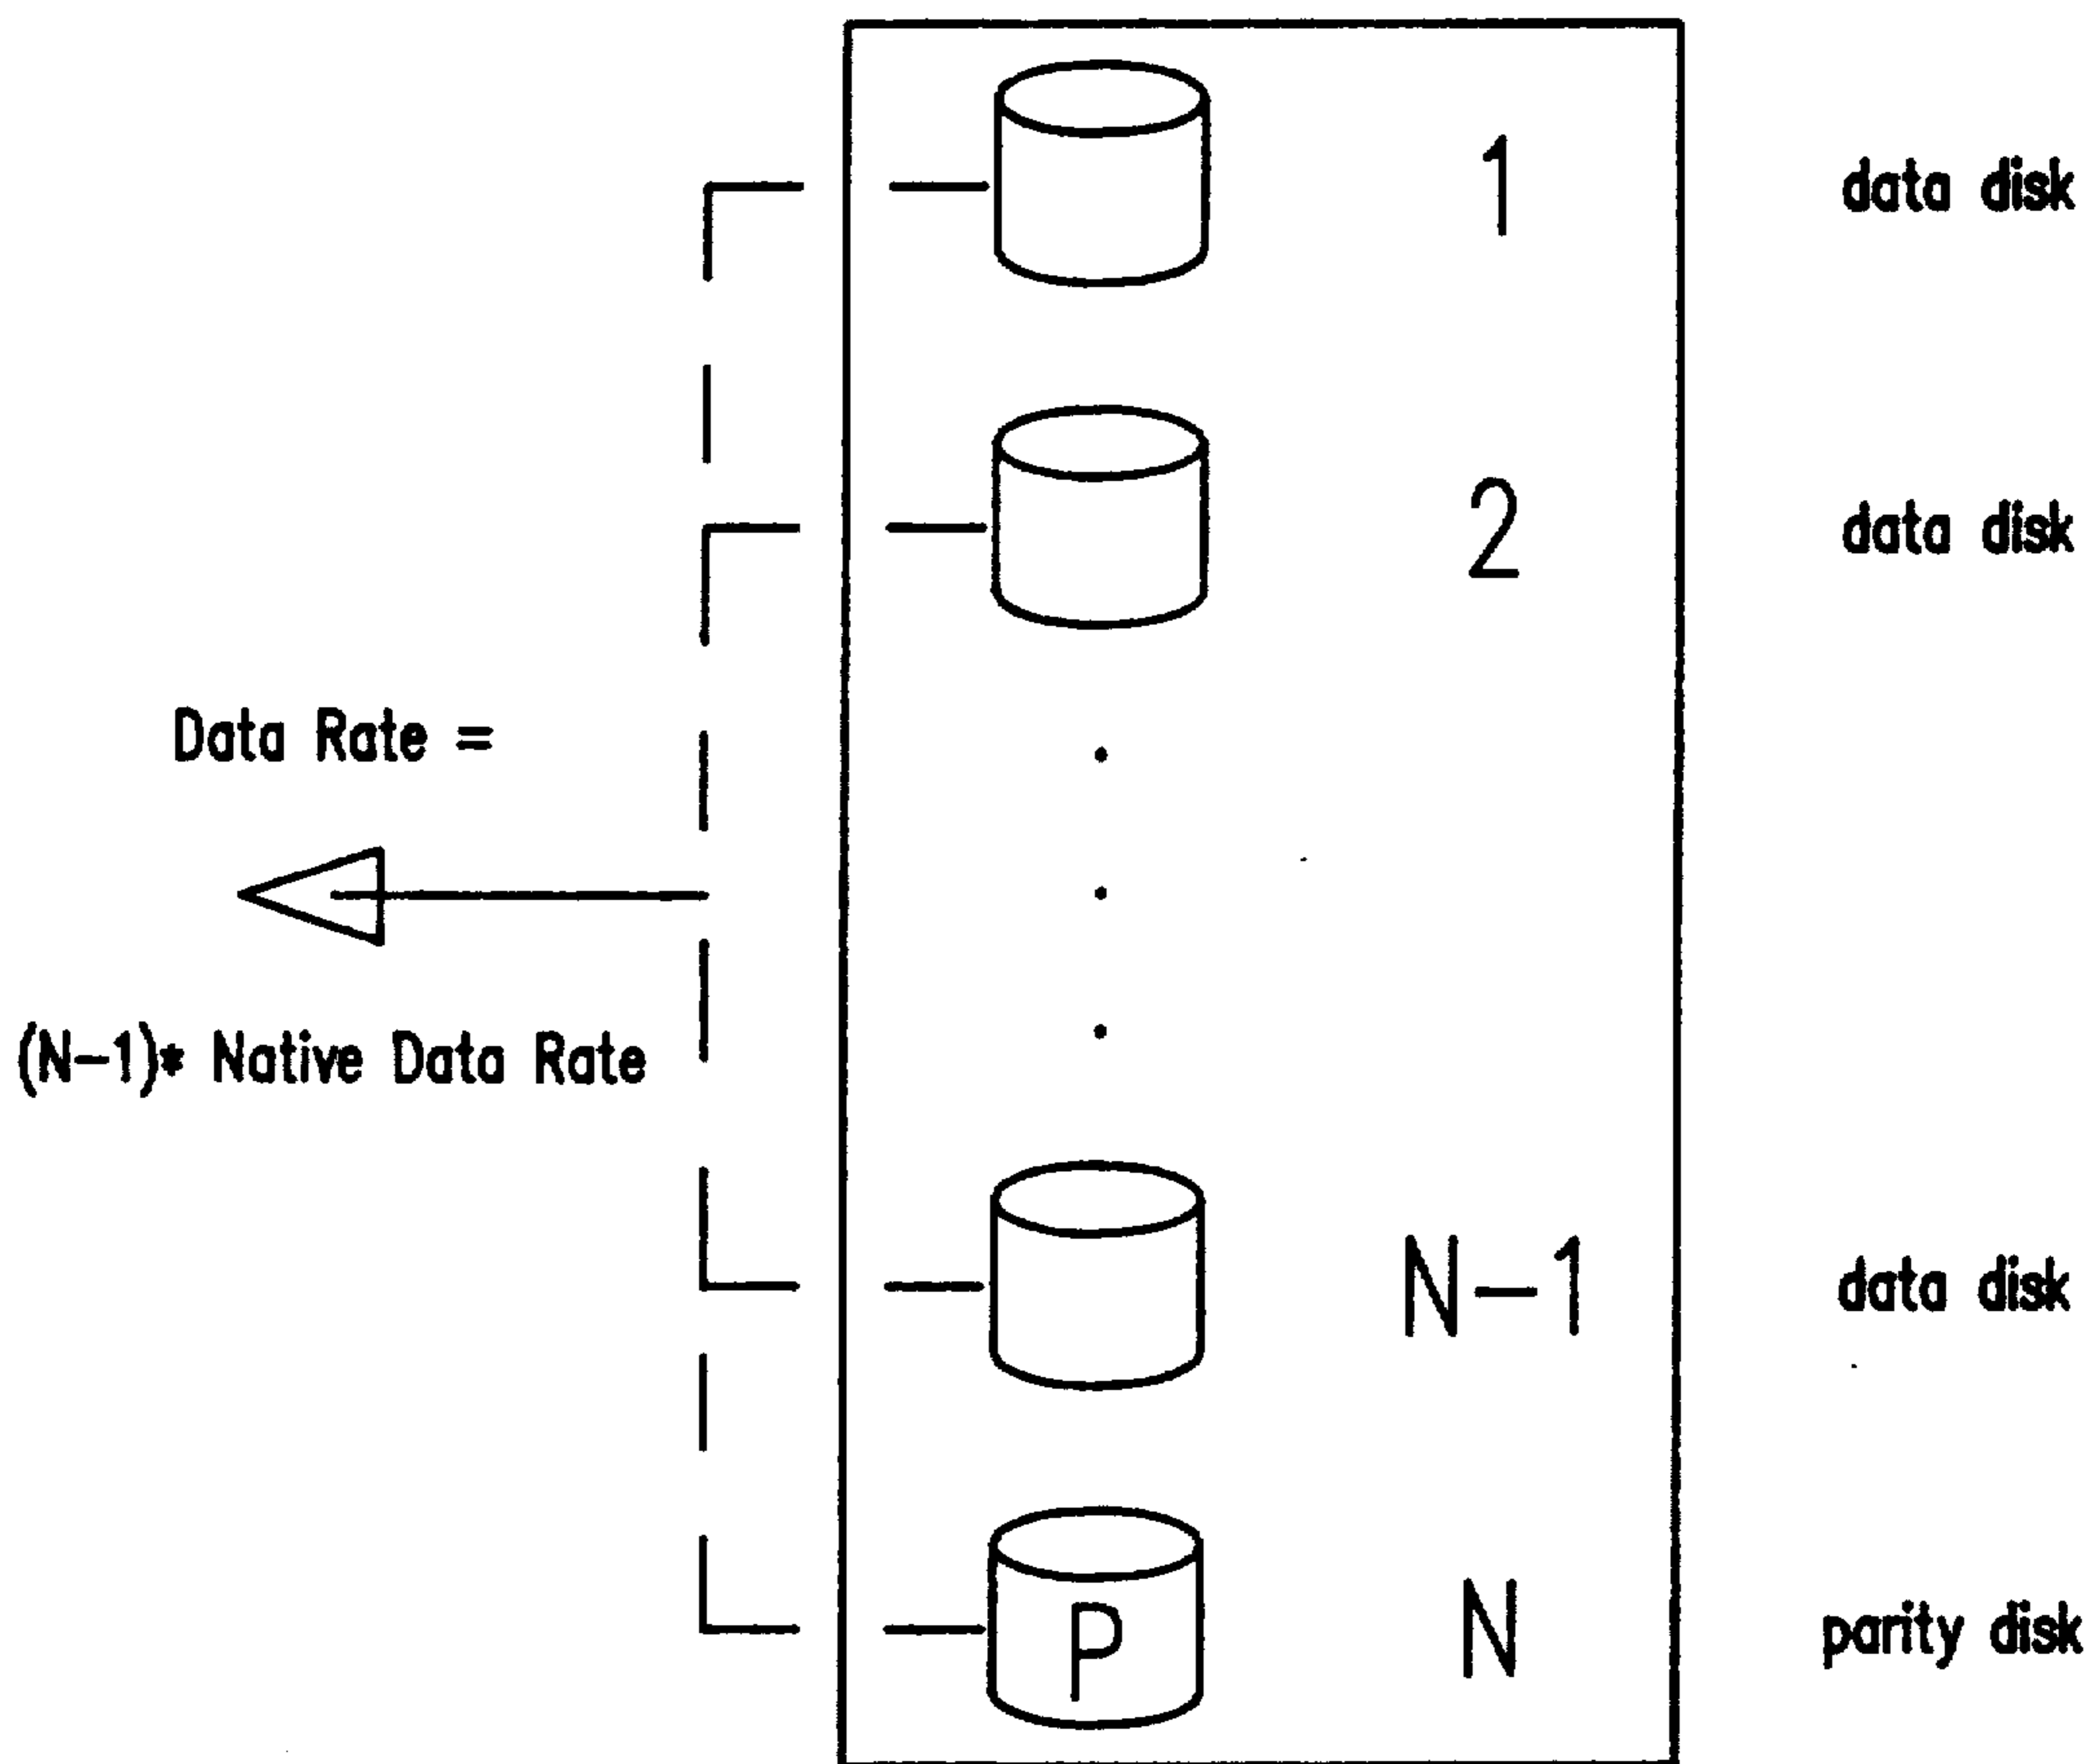 1 data disk
2 data disk
Data Rate =
(N-1)* Native Data Rate
N-1 data disk
P N parity disk